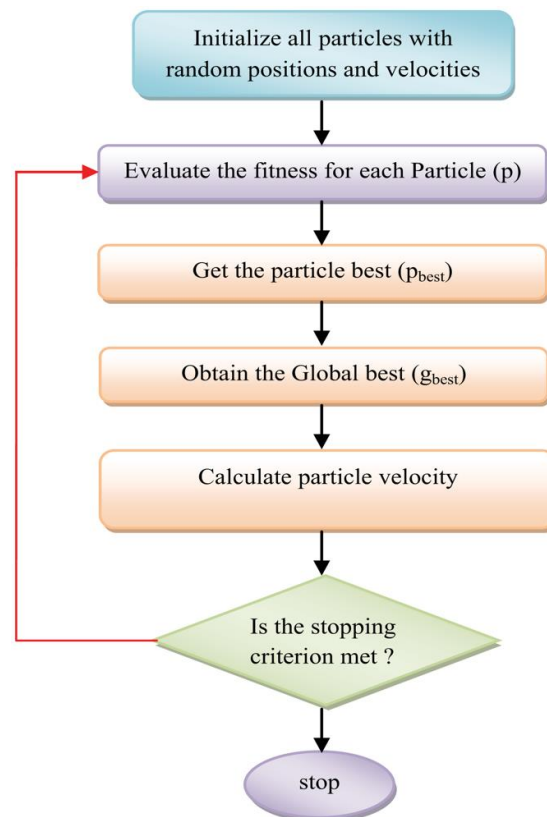 Initialize all particles with
random positions and velocities
Evaluate the fitness for each Particle (p)
Get the particle best (pbest)
Obtain the Global best (gbest)
Calculate particle velocity
Is the stopping
criterion met ?
stop